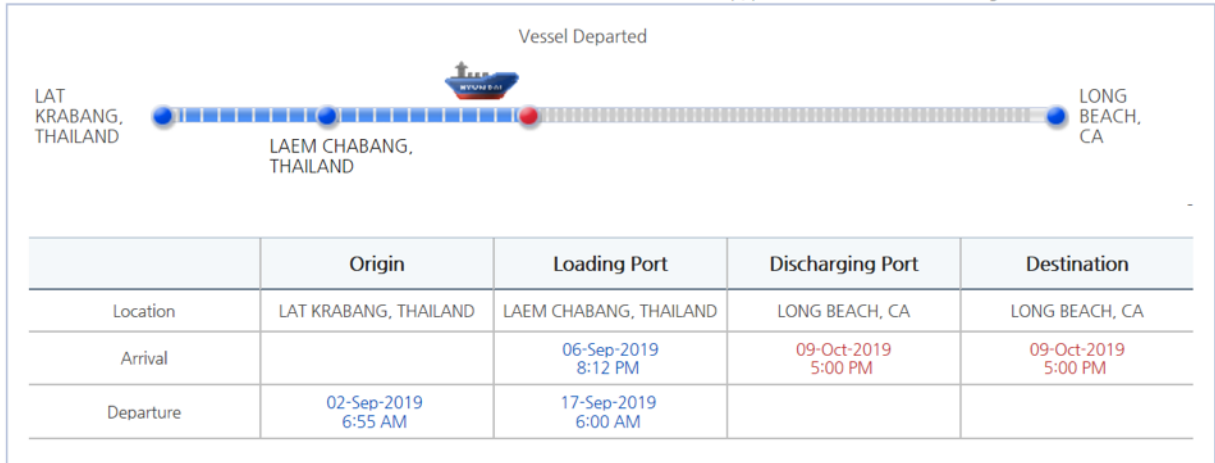 Vessel Departed
HYUNDAI
LAT
KRABANG,
THAILAND
LONG
BEACH,
CA
LAEM CHABANG,
THAILAND
-
Origin Loading Port Discharging Port Destination
Location LAT KRABANG, THAILAND LAEM CHABANG, THAILAND LONG BEACH, CA LONG BEACH, CA
Arrival 06-Sep-2019 09-Oct-2019 09-Oct-2019
8:12 PM 5:00 PM 5:00 PM
Departure 02-Sep-2019 17-Sep-2019
6:55 AM 6:00 AM